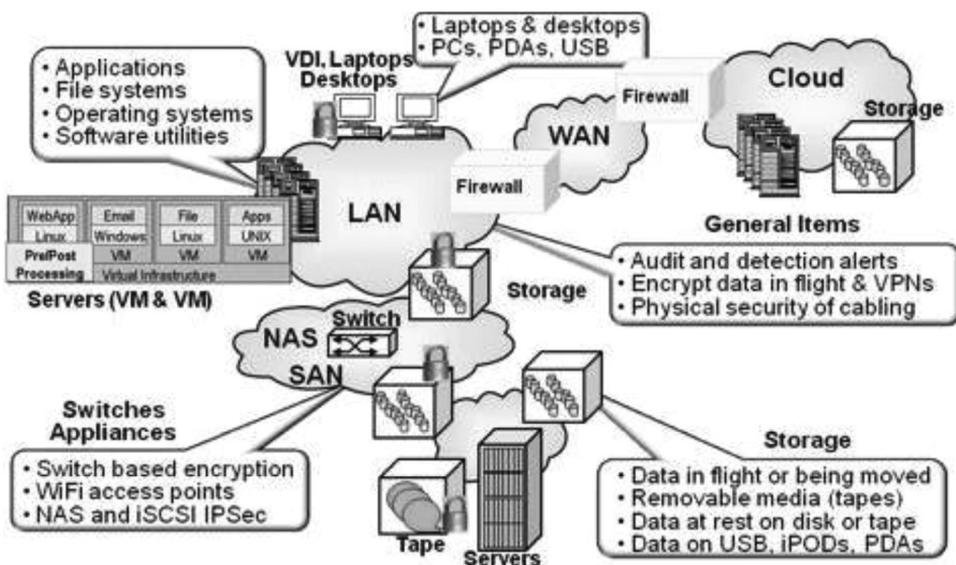 • Laptops & desktops
• PCs, PDAs, USB
VDI, Laptops
Desktops
• Applications
• File systems
• Operating systems
• Software utilities
Cloud
Firewall
Storage
WAN
Firewall
LAN
WebApp Email File Apps
Linux Windows Linux UNIX
Pre/Post VM VM VM
Processing Virtual Infrastructure
Servers (VM & VM)
General Items
• Audit and detection alerts
• Encrypt data in flight & VPNs
• Physical security of cabling
Storage
Switch
NAS
SAN
Switches
Appliances
• Switch based encryption
• WiFi access points
• NAS and iSCSI IPSec
Storage
• Data in flight or being moved
• Removable media (tapes)
• Data at rest on disk or tape
• Data on USB, iPODs, PDAs
Tape
Servers